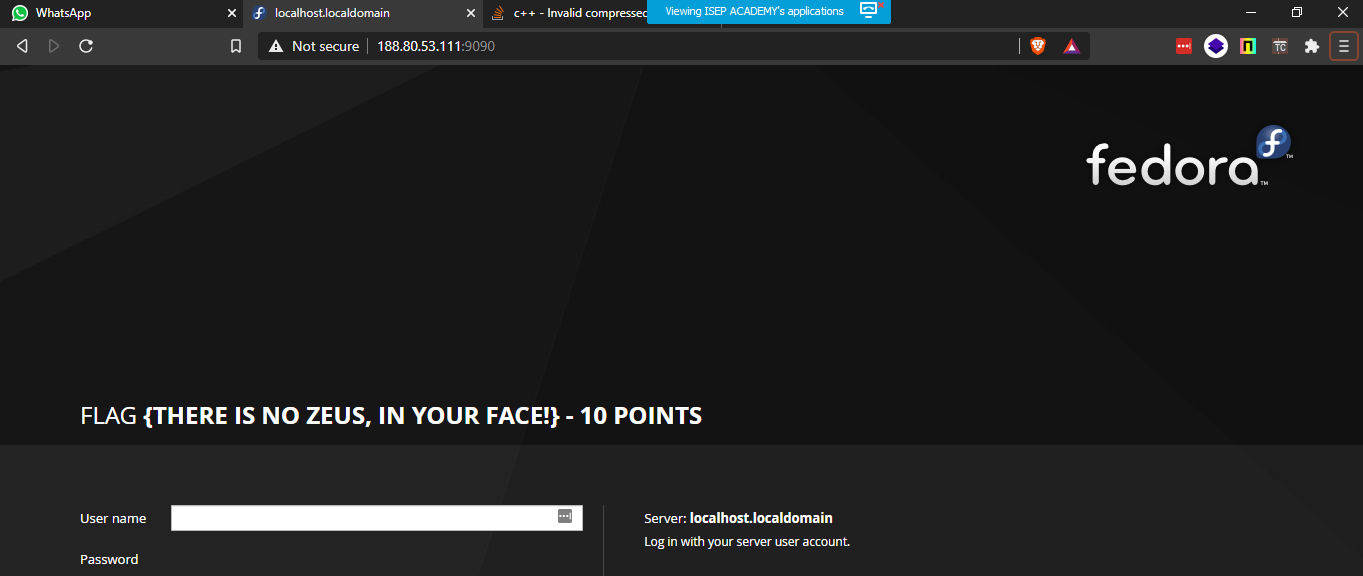 WhatsApp
localhost.localdomain
c++ - Invalid compressed
Viewing ISEP ACADEMY's applications
Not secure
188.80.53.111:9090
TC
fedora™
FLAG {THERE IS NO ZEUS, IN YOUR FACE!} - 10 POINTS
User name
Password
Server: localhost.localdomain
Log in with your server user account.